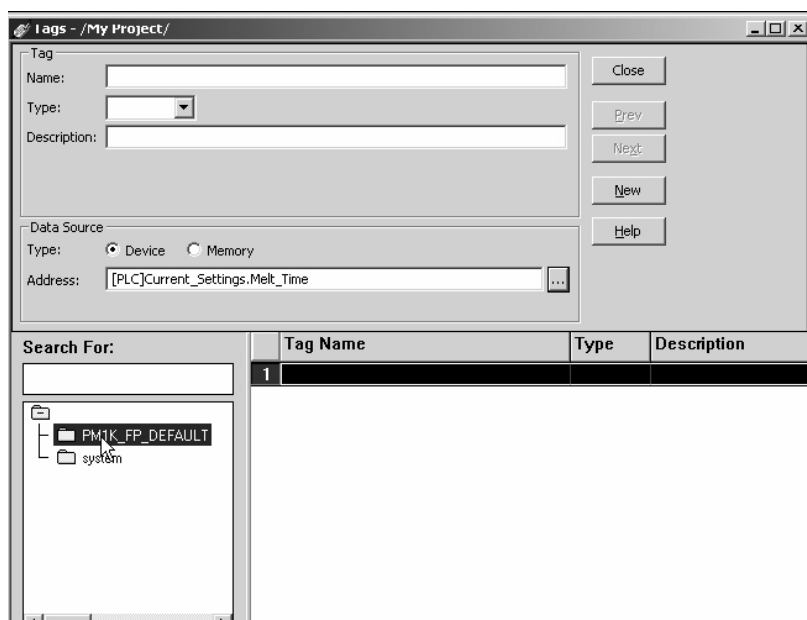 Tags - /My Project/
Tag
Name:
Close
Type:
Prev
Description:
Next
New
Data Source
Help
Type: Device Memory
Address: [PLC]Current_Settings.Melt_Time ...
Search For:
Tag Name Type Description
1
PM1K_FP_DEFAULT
system